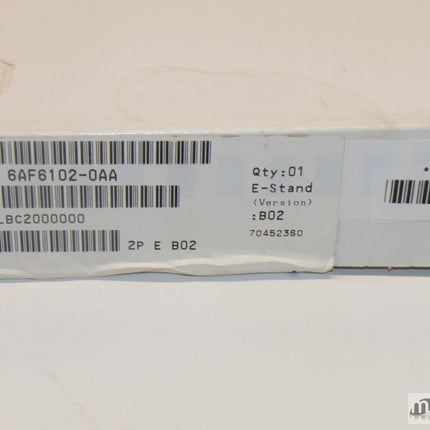 6AF6102-0AA
LBC2000000
2P E B02
Qty:01
E-Stand
(Version)
:B02
70452360
*